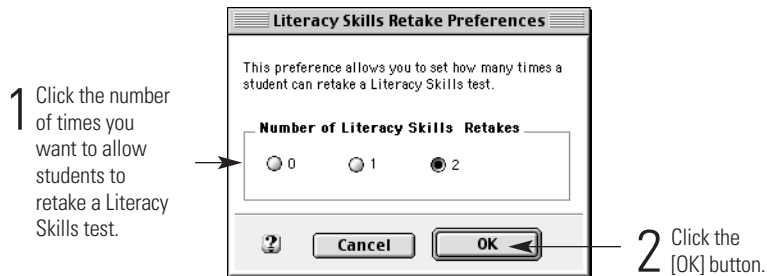 Literacy Skills Retake Preferences
This preference allows you to set how many times a
student can retake a Literacy Skills test.
Number of Literacy Skills Retakes
0 1 2
? Cancel OK
1 Click the number
of times you
want to allow
students to
retake a Literacy
Skills test.
2 Click the
[OK] button.